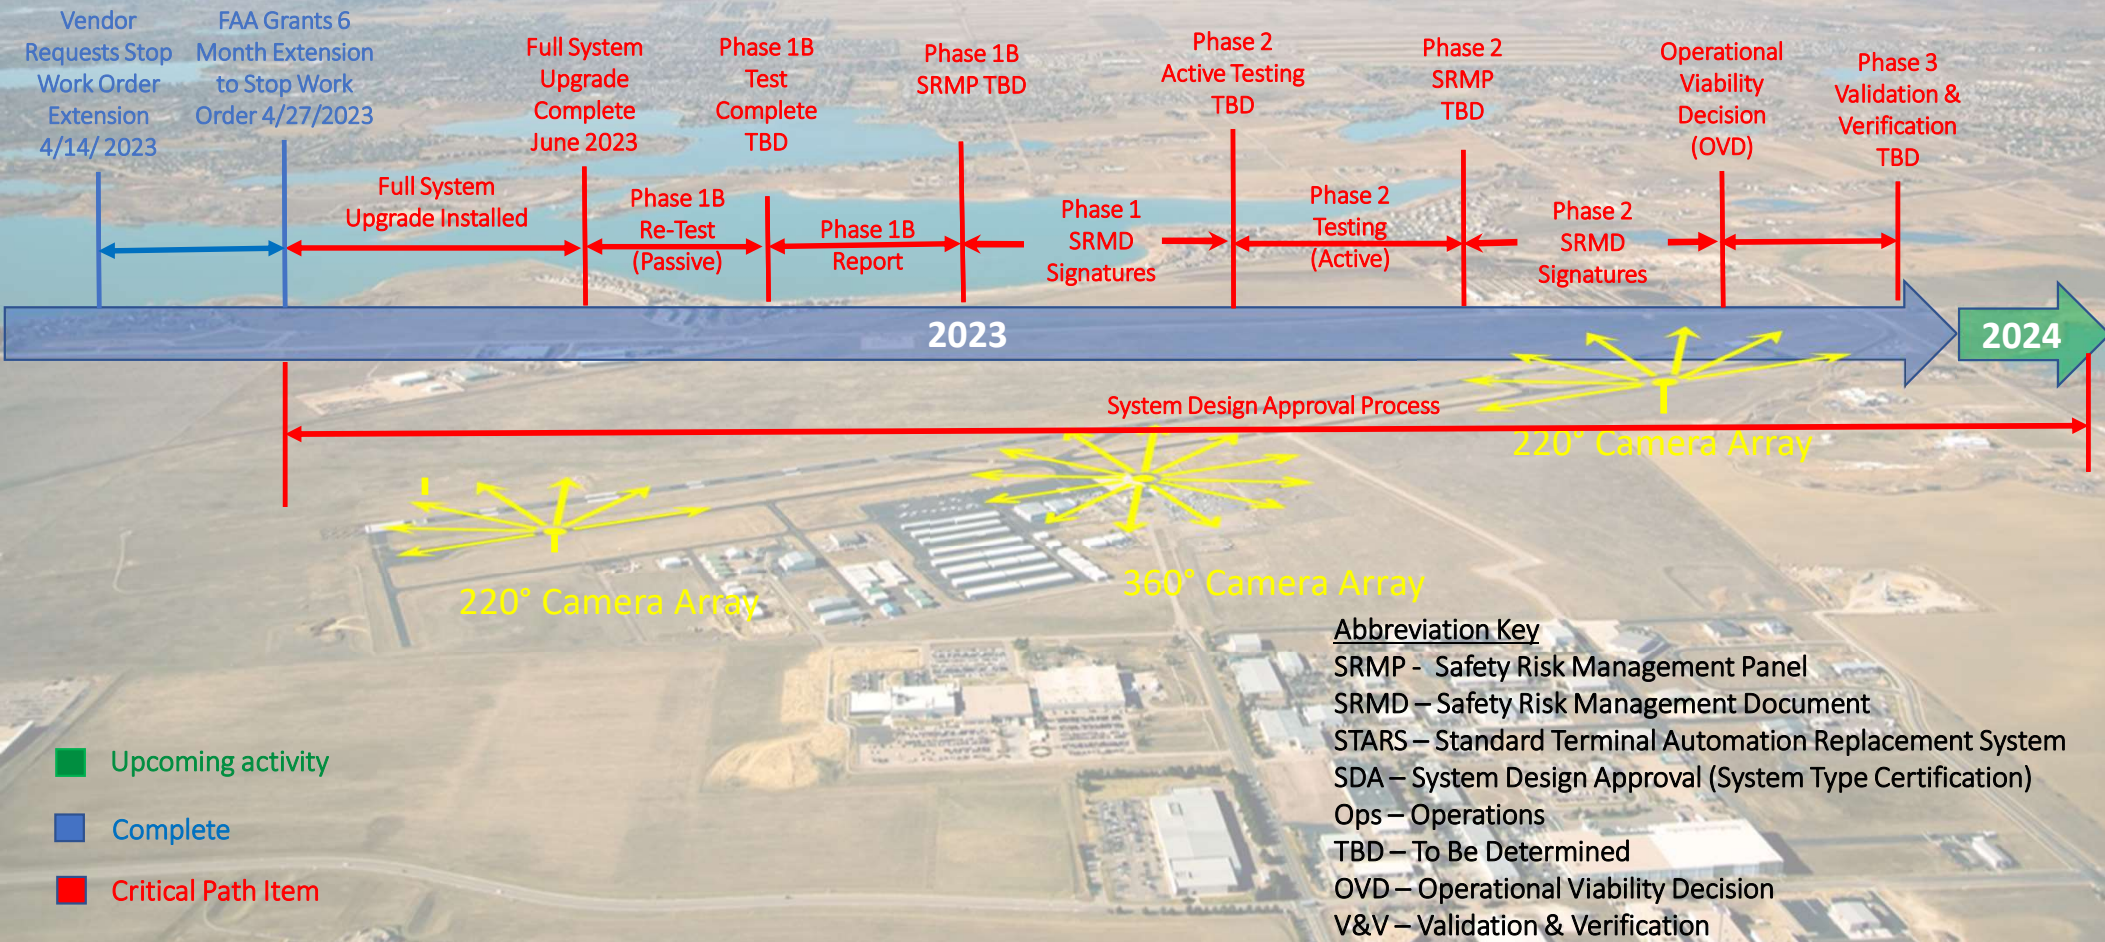 Vendor
Requests Stop
Work Order
Extension
4/14/ 2023
FAA Grants 6
Month Extension
to Stop Work
Order 4/27/2023
Full System
Upgrade
Complete
June 2023
Phase 1B
Test
Complete
TBD
Phase 1B
SRMP TBD
Phase 2
Active Testing
TBD
Phase 2
SRMP
TBD
Operational
Viability
Decision
(OVD)
Phase 3
Validation &
Verification
TBD
Full System
Upgrade Installed
Phase 1B
Re-Test
(Passive)
Phase 1B
Report
Phase 1
SRMD
Signatures
Phase 2
Testing
(Active)
Phase 2
SRMD
Signatures
2023
2024
System Design Approval Process
220° Camera Array
360° Camera Array
220° Camera Array
Abbreviation Key
SRMP - Safety Risk Management Panel
SRMD – Safety Risk Management Document
STARS – Standard Terminal Automation Replacement System
SDA – System Design Approval (System Type Certification)
Ops – Operations
TBD – To Be Determined
OVD – Operational Viability Decision
V&V – Validation & Verification
Upcoming activity
Complete
Critical Path Item